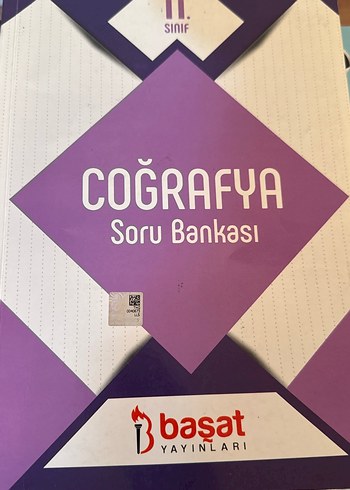 11.
SINIF
COĞRAFYA
Soru Bankası
başat
YAYINLARI